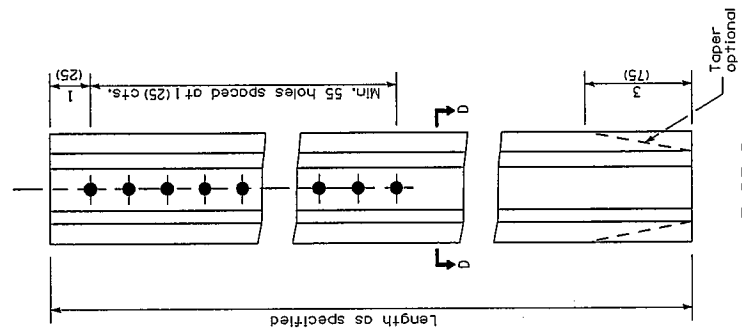 (25)
1
Min. 55 holes spaced at 1 (25) cts.
D
D
3
(75)
Taper
optional
Length as specified